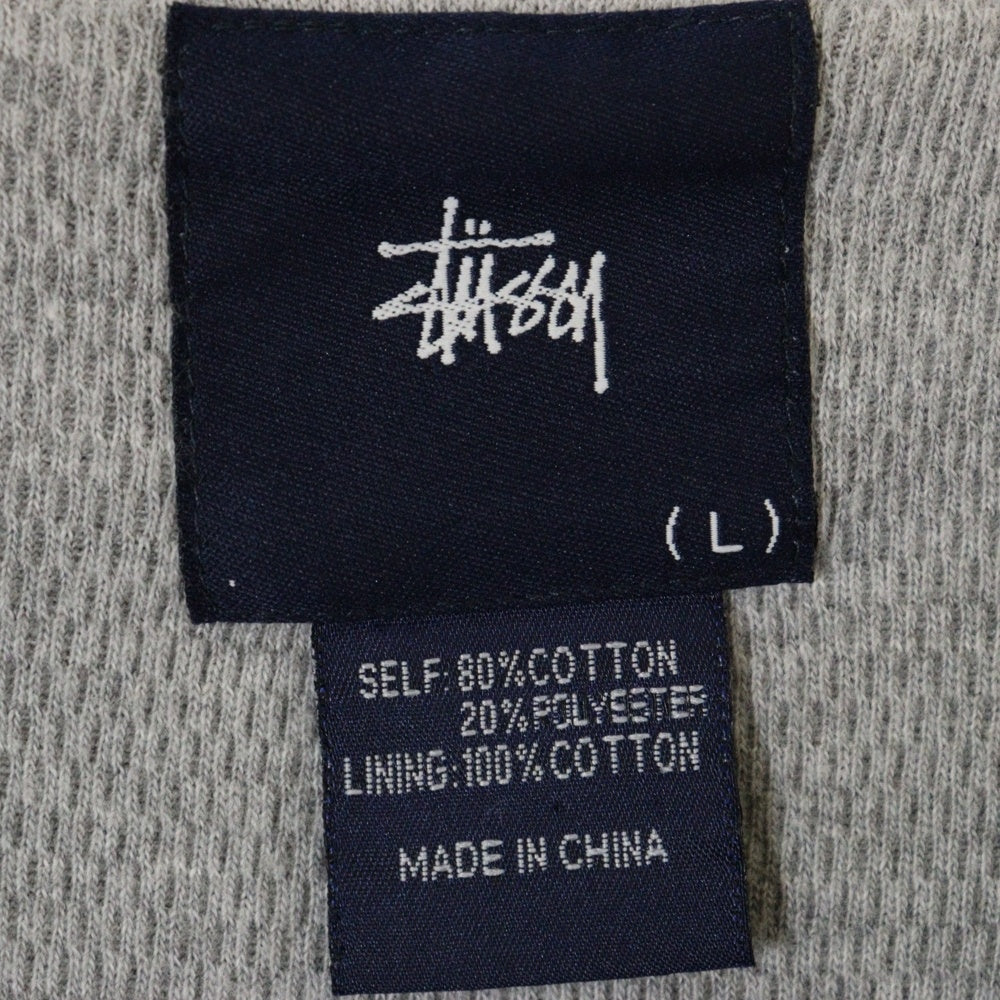 stüssy
( L )
SELF: 80%COTTON
20%POLYESTER
LINING: 100%COTTON
MADE IN CHINA